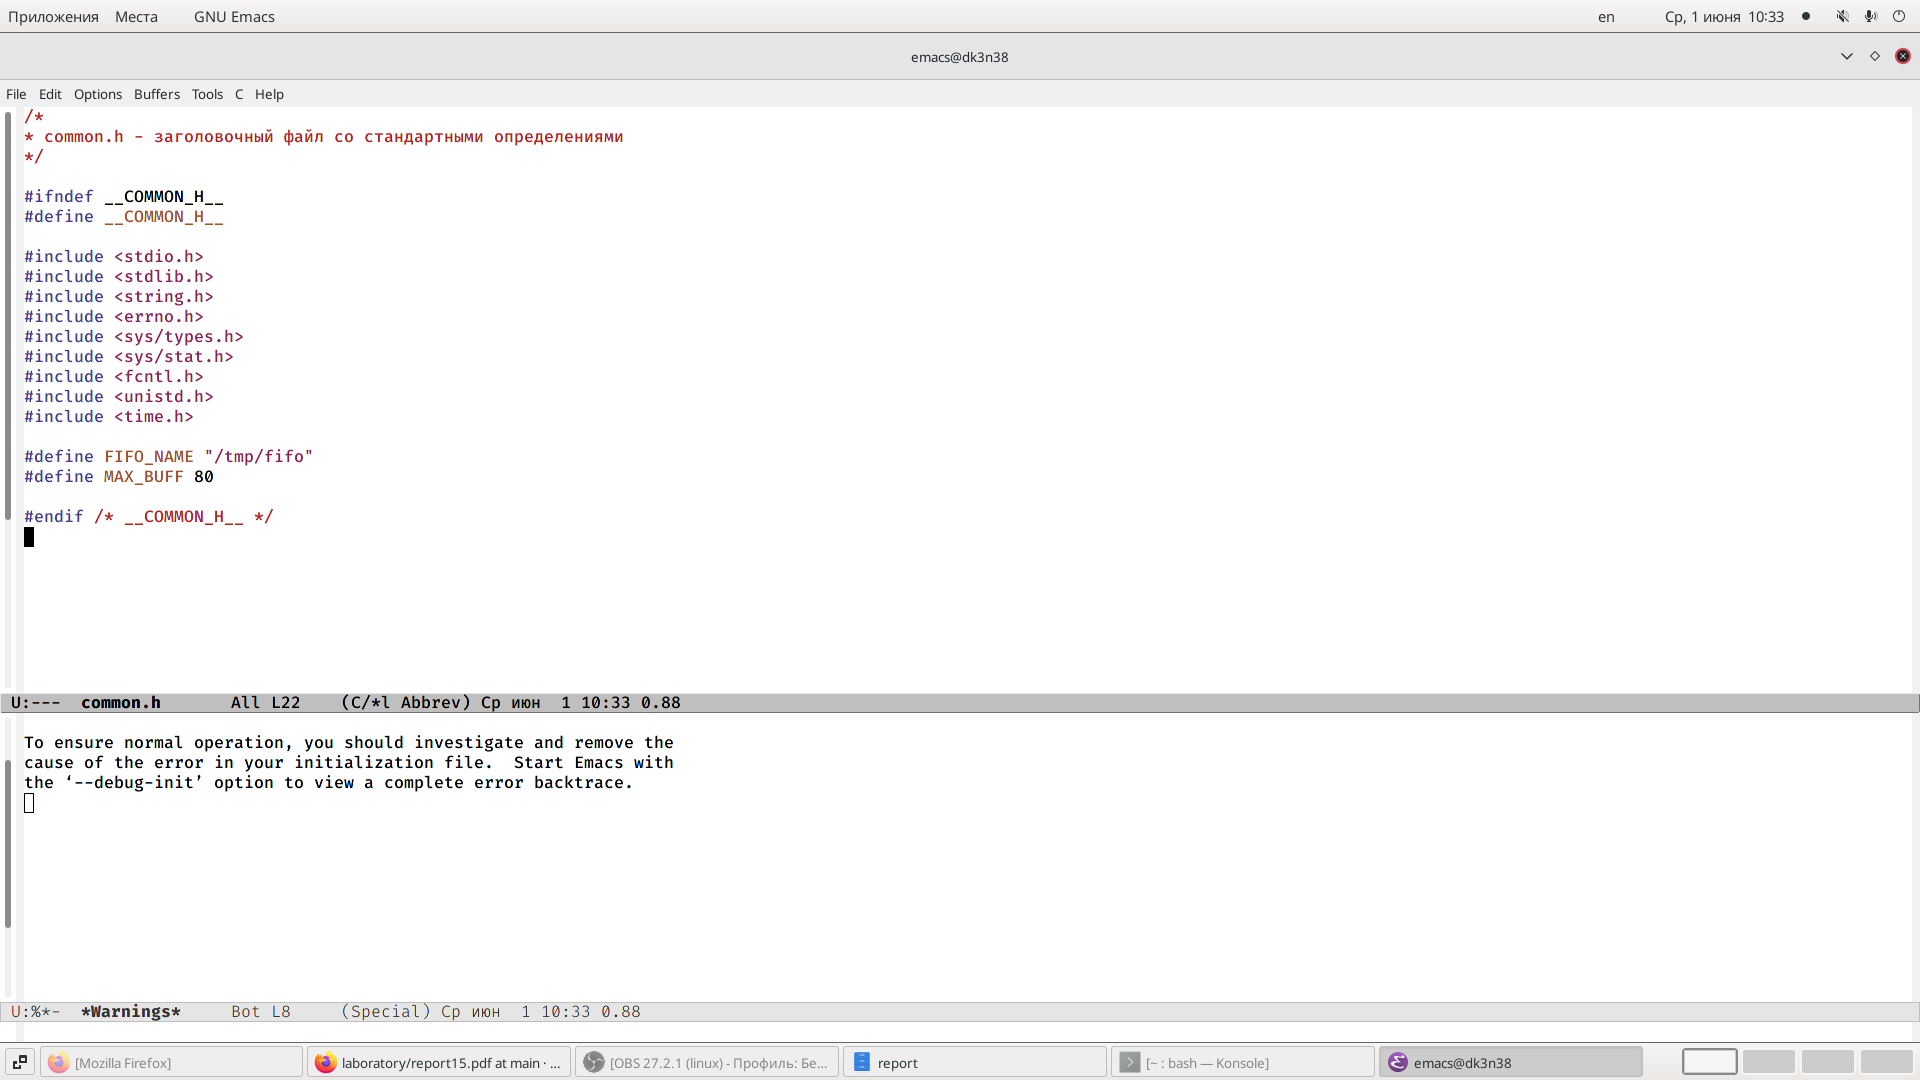 Приложения Места GNU Emacs en Ср, 1 июня 10:33
emacs@dk3n38
File Edit Options Buffers Tools C Help
/*
* common.h - заголовочный файл со стандартными определениями
*/
#ifndef __COMMON_H__
#define __COMMON_H__
#include <stdio.h>
#include <stdlib.h>
#include <string.h>
#include <errno.h>
#include <sys/types.h>
#include <sys/stat.h>
#include <fcntl.h>
#include <unistd.h>
#include <time.h>
#define FIFO_NAME "/tmp/fifo"
#define MAX_BUFF 80
#endif /* __COMMON_H__ */
U:--- common.h All L22 (C/*l Abbrev) Ср июн 1 10:33 0.88
To ensure normal operation, you should investigate and remove the
cause of the error in your initialization file. Start Emacs with
the ‘--debug-init’ option to view a complete error backtrace.
U:%*- *Warnings* Bot L8 (Special) Ср июн 1 10:33 0.88
[Mozilla Firefox] laboratory/report15.pdf at main · ... [OBS 27.2.1 (linux) - Профиль: Бе... report [~ : bash — Konsole] emacs@dk3n38